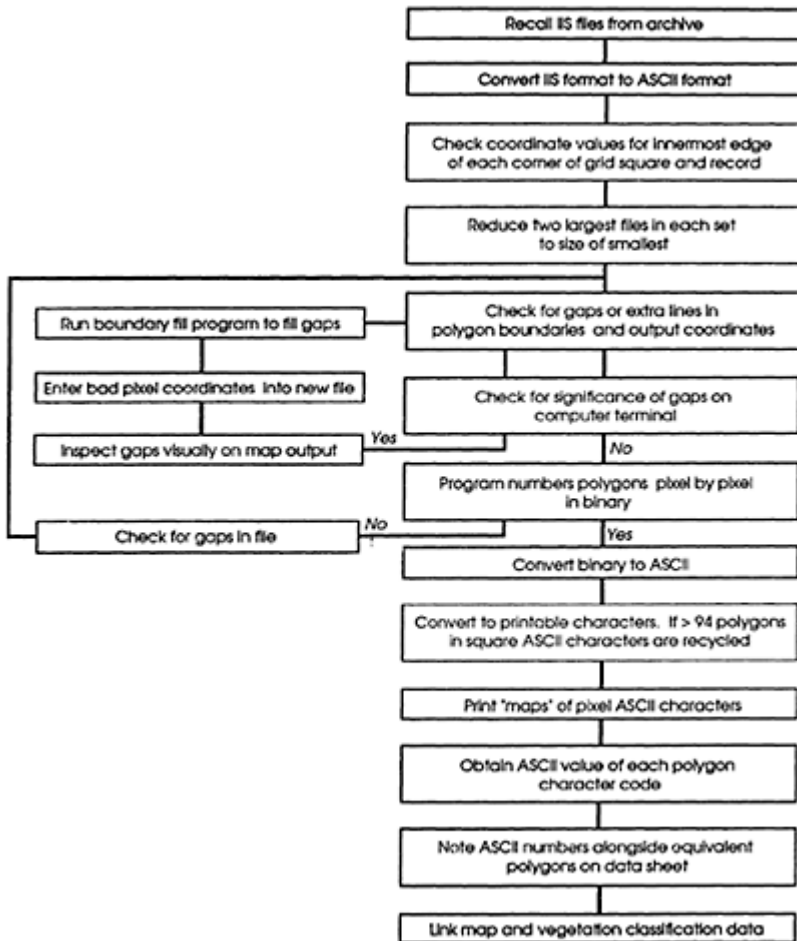 Recall IIS files from archive
Convert IIS format to ASCII format
Check coordinate values for innermost edge
of each corner of grid square and record
Reduce two largest files in each set
to size of smallest
Check for gaps or extra lines in
polygon boundaries and output coordinates
Run boundary fill program to fill gaps
Enter bad pixel coordinates into new file
Check for significance of gaps on
computer terminal
Inspect gaps visually on map output
Yes
No
Program numbers polygons pixel by pixel
in binary
Check for gaps in file
No
Yes
Convert binary to ASCII
Convert to printable characters. If > 94 polygons
in square ASCII characters are recycled
Print "maps" of pixel ASCII characters
Obtain ASCII value of each polygon
character code
Note ASCII numbers alongside equivalent
polygons on data sheet
Link map and vegetation classification data